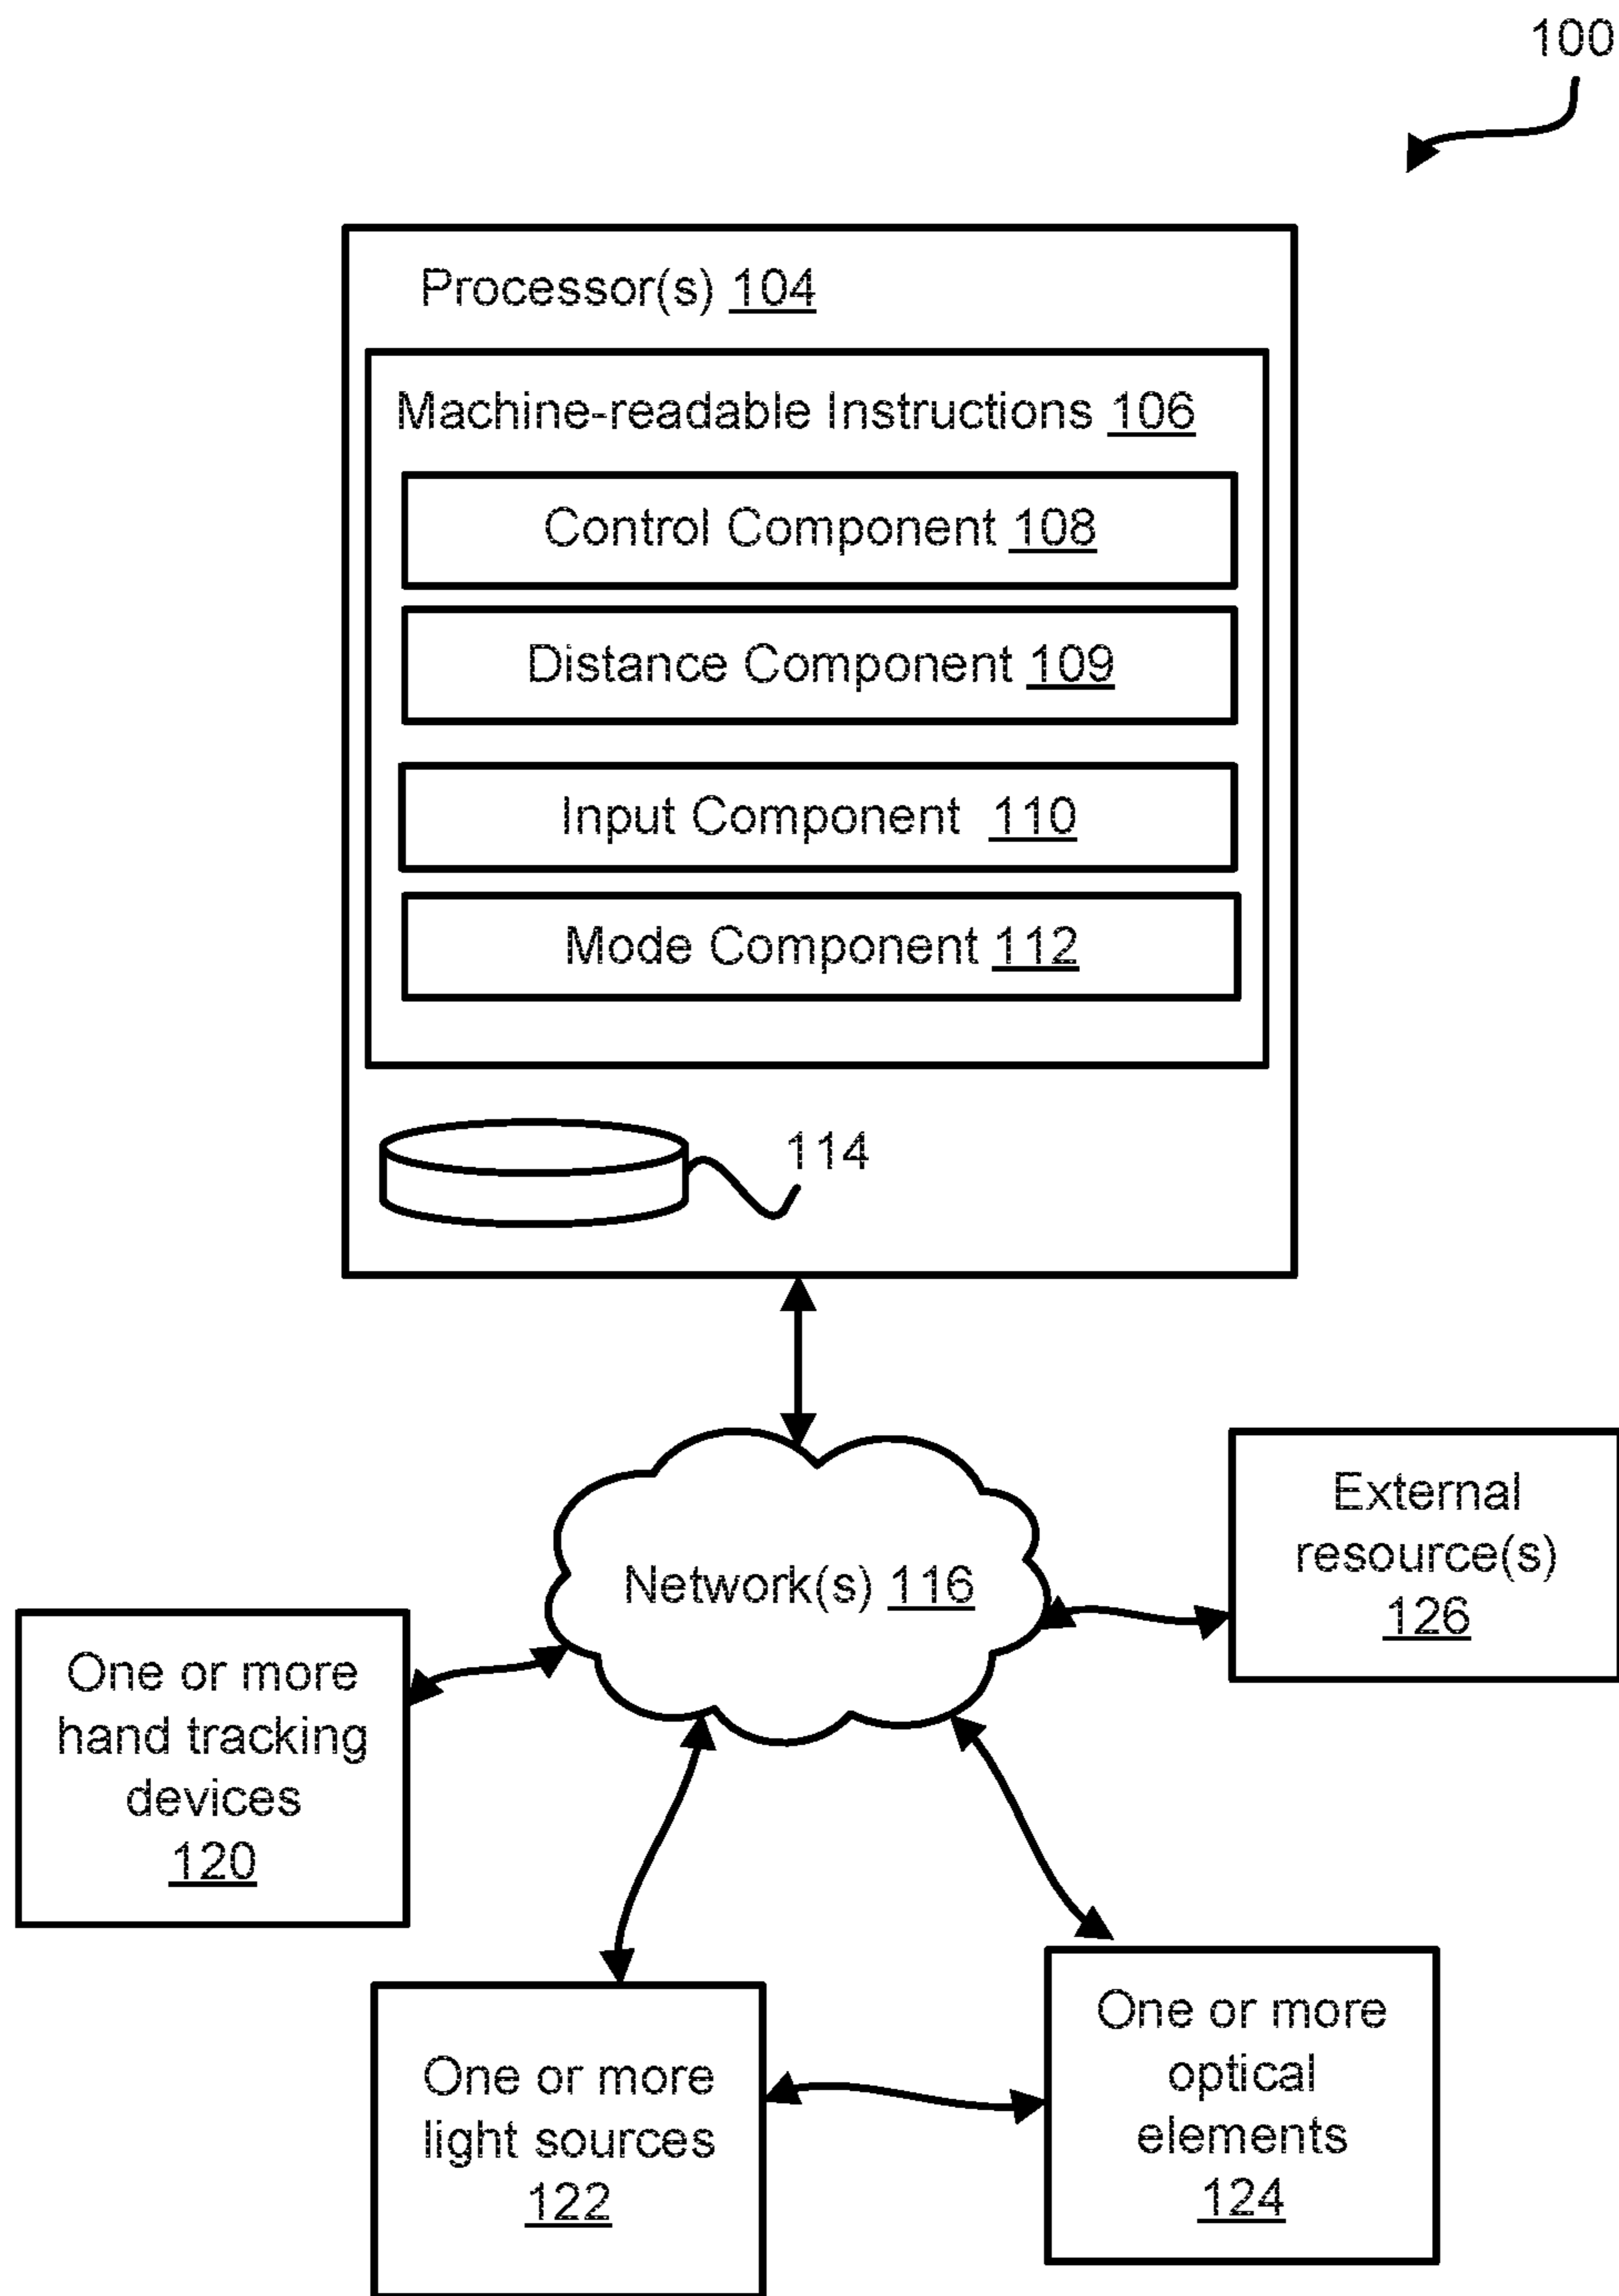 100
Processor(s) 104
Machine-readable Instructions 106
Control Component 108
Distance Component 109
Input Component 110
Mode Component 112
114
Network(s) 116
External
resource(s)
126
One or more
hand tracking
devices
120
One or more
light sources
122
One or more
optical
elements
124